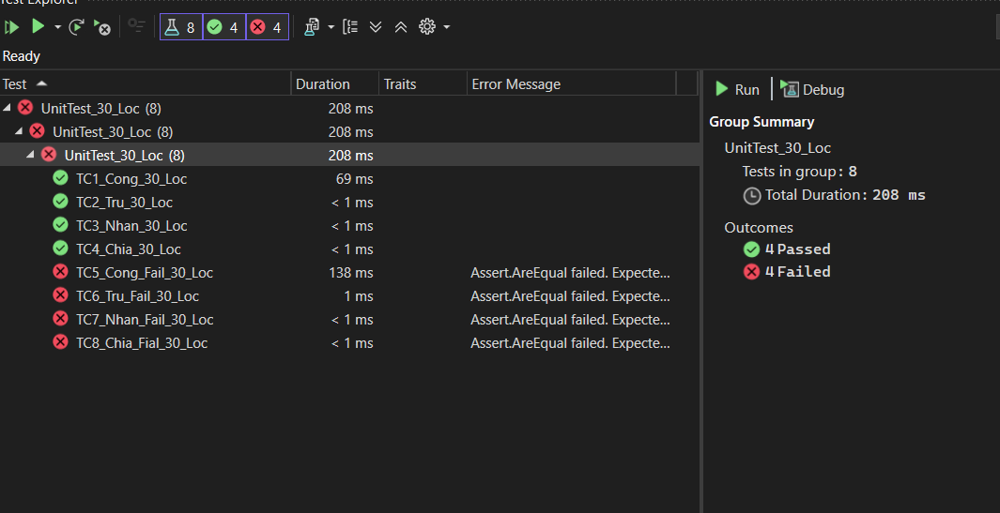 Test Explorer
8 4 4
Ready
Test Duration Traits Error Message
UnitTest_30_Loc (8) 208 ms
UnitTest_30_Loc (8) 208 ms
UnitTest_30_Loc (8) 208 ms
TC1_Cong_30_Loc 69 ms
TC2_Tru_30_Loc < 1 ms
TC3_Nhan_30_Loc < 1 ms
TC4_Chia_30_Loc < 1 ms
TC5_Cong_Fail_30_Loc 138 ms Assert.AreEqual failed. Expecte...
TC6_Tru_Fail_30_Loc 1 ms Assert.AreEqual failed. Expecte...
TC7_Nhan_Fail_30_Loc < 1 ms Assert.AreEqual failed. Expecte...
TC8_Chia_Fial_30_Loc < 1 ms Assert.AreEqual failed. Expecte...
Run Debug
Group Summary
UnitTest_30_Loc
Tests in group: 8
Total Duration: 208 ms
Outcomes
4 Passed
4 Failed